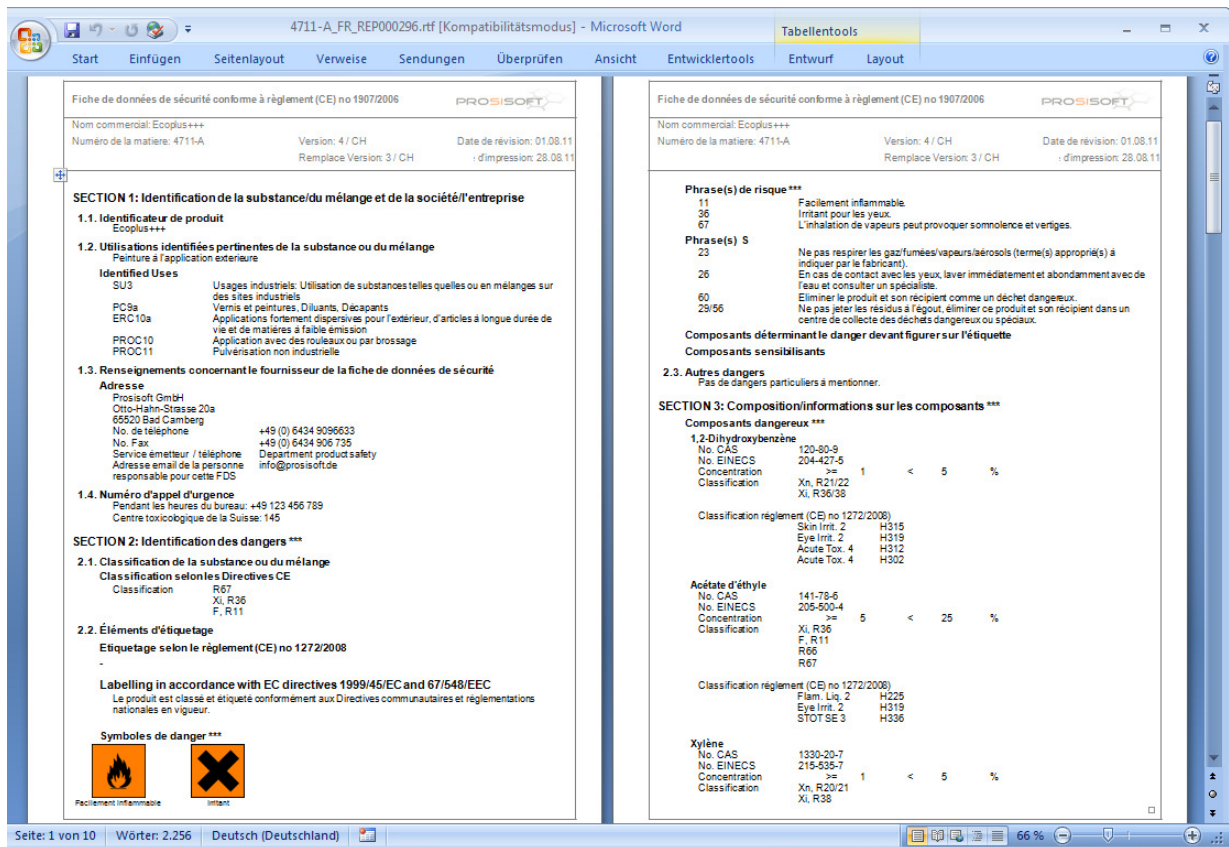 4711-A_FR_REP000296.rtf [Kompatibilitätsmodus] - Microsoft Word
Tabellentools
Start Einfügen Seitenlayout Verweise Sendungen Überprüfen Ansicht Entwicklertools Entwurf Layout
Fiche de données de sécurité conforme à règlement (CE) no 1907/2006 PROSISOFT
Nom commercial: Ecoplus+++
Numéro de la matiere: 4711-A Version: 4 / CH Date de révision: 01.08.11
Remplace Version: 3 / CH : d'impression: 28.08.11
SECTION 1: Identification de la substance/du mélange et de la société/l'entreprise
1.1. Identificateur de produit
Ecoplus+++
1.2. Utilisations identifiées pertinentes de la substance ou du mélange
Peinture á l'application exterieure
Identified Uses
SU3 Usages industriels: Utilisation de substances telles quelles ou en mélanges sur
des sites industriels
PC9a Vernis et peintures, Diluants, Décapants
ERC10a Applications fortement dispersives pour l'extérieur, d'articles à longue durée de
vie et de matières à faible émission
PROC10 Application avec des rouleaux ou par brossage
PROC11 Pulvérisation non industrielle
1.3. Renseignements concernant le fournisseur de la fiche de données de sécurité
Adresse
Prosisoft GmbH
Otto-Hahn-Strasse 20a
65520 Bad Camberg
No. de téléphone +49 (0) 6434 9096633
No. Fax +49 (0) 6434 906 735
Service émetteur / téléphone Department product safety
Adresse email de la personne info@prosisoft.de
responsable pour cette FDS
1.4. Numéro d'appel d'urgence
Pendant les heures du bureau: +49 123 456 789
Centre toxicologique de la Suisse: 145
SECTION 2: Identification des dangers ***
2.1. Classification de la substance ou du mélange
Classification selon les Directives CE
Classification R67
Xi, R36
F, R11
2.2. Éléments d'étiquetage
Etiquetage selon le règlement (CE) no 1272/2008
-
Labelling in accordance with EC directives 1999/45/EC and 67/548/EEC
Le produit est classé et étiqueté conformément aux Directives communautaires et réglementations
nationales en vigueur.
Symboles de danger ***
Facilement inflammable Irritant
Fiche de données de sécurité conforme à règlement (CE) no 1907/2006 PROSISOFT
Nom commercial: Ecoplus+++
Numéro de la matiere: 4711-A Version: 4 / CH Date de révision: 01.08.11
Remplace Version: 3 / CH : d'impression: 28.08.11
Phrase(s) de risque ***
11 Facilement inflammable.
36 Irritant pour les yeux.
67 L'inhalation de vapeurs peut provoquer somnolence et vertiges.
Phrase(s) S
23 Ne pas respirer les gaz/fumées/vapeurs/aérosols (terme(s) approprié(s) à
indiquer par le fabricant).
26 En cas de contact avec les yeux, laver immédiatement et abondamment avec de
l'eau et consulter un spécialiste.
60 Eliminer le produit et son récipient comme un déchet dangereux.
29/56 Ne pas jeter les résidus à l'égout, éliminer ce produit et son récipient dans un
centre de collecte des déchets dangereux ou spéciaux.
Composants déterminant le danger devant figurer sur l'étiquette
Composants sensibilisants
2.3. Autres dangers
Pas de dangers particuliers à mentionner.
SECTION 3: Composition/informations sur les composants ***
Composants dangereux ***
1,2-Dihydroxybenzène
No. CAS 120-80-9
No. EINECS 204-427-5
Concentration >= 1 < 5 %
Classification Xn, R21/22
Xi, R36/38
Classification réglement (CE) no 1272/2008)
Skin Irrit. 2 H315
Eye Irrit. 2 H319
Acute Tox. 4 H312
Acute Tox. 4 H302
Acétate d'éthyle
No. CAS 141-78-6
No. EINECS 205-500-4
Concentration >= 5 < 25 %
Classification Xi, R36
F, R11
R66
R67
Classification réglement (CE) no 1272/2008)
Flam. Liq. 2 H225
Eye Irrit. 2 H319
STOT SE 3 H336
Xylène
No. CAS 1330-20-7
No. EINECS 215-535-7
Concentration >= 1 < 5 %
Classification Xn, R20/21
Xi, R38
Seite: 1 von 10 Wörter: 2.256 Deutsch (Deutschland) 66 %